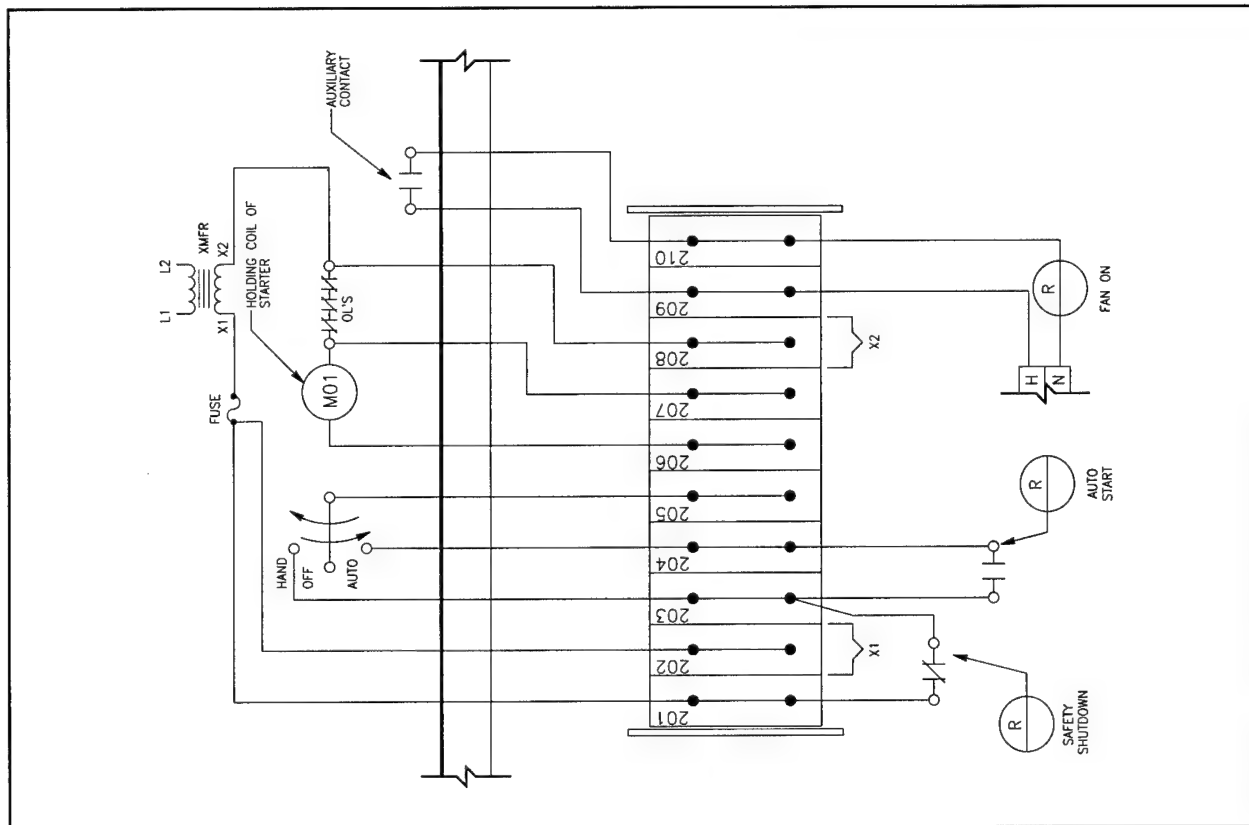 AUXILIARY
CONTACT
L1
L2
XMFR
X1
X2
HOLDING COIL OF
STARTER
FUSE
OL'S
M01
HAND
OFF
AUTO
201
202
203
204
205
206
207
208
209
210
X1
X2
H
N
R
FAN ON
R
AUTO
START
R
SAFETY
SHUTDOWN